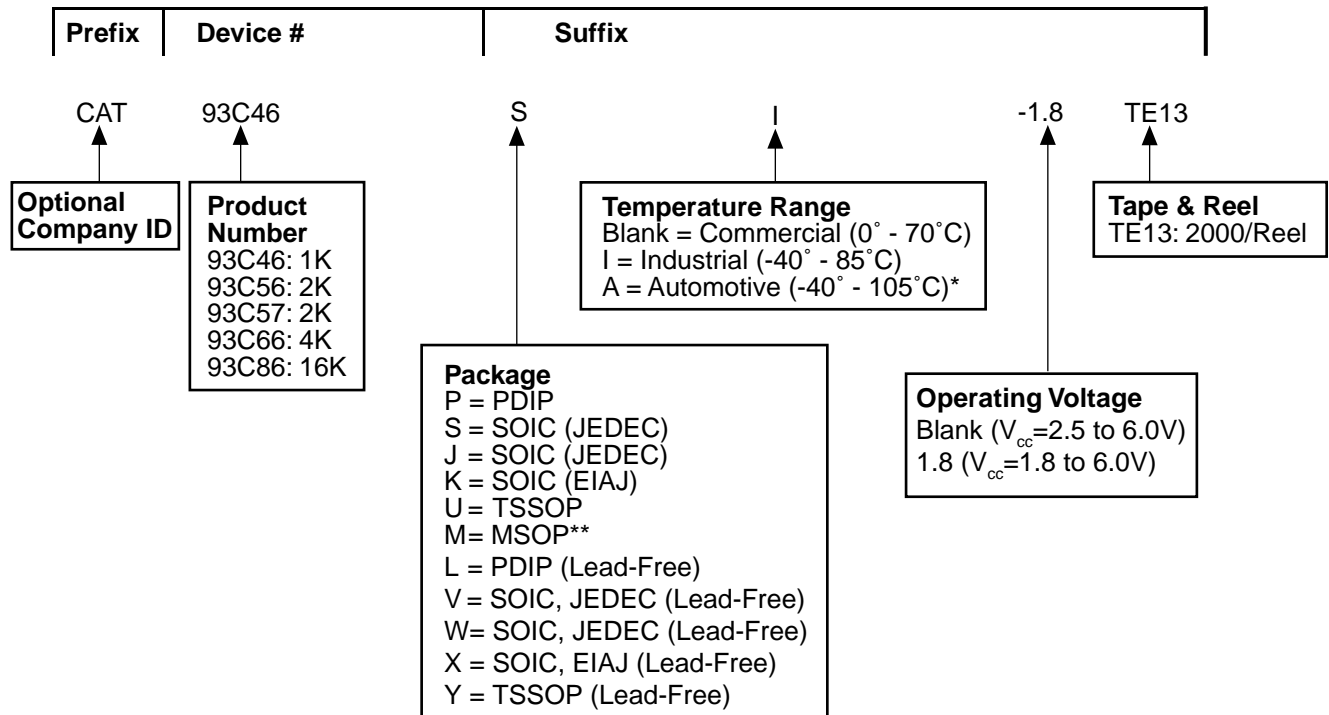 Prefix Device # Suffix
CAT 93C46 S I -1.8 TE13
Optional
Company ID
Product
Number
93C46: 1K
93C56: 2K
93C57: 2K
93C66: 4K
93C86: 16K
Temperature Range
Blank = Commercial (0˚ - 70˚C)
I = Industrial (-40˚ - 85˚C)
A = Automotive (-40˚ - 105˚C)*
Tape & Reel
TE13: 2000/Reel
Package
P = PDIP
S = SOIC (JEDEC)
J = SOIC (JEDEC)
K = SOIC (EIAJ)
U = TSSOP
M= MSOP**
L = PDIP (Lead-Free)
V = SOIC, JEDEC (Lead-Free)
W= SOIC, JEDEC (Lead-Free)
X = SOIC, EIAJ (Lead-Free)
Y = TSSOP (Lead-Free)
Operating Voltage
Blank (Vcc=2.5 to 6.0V)
1.8 (Vcc=1.8 to 6.0V)